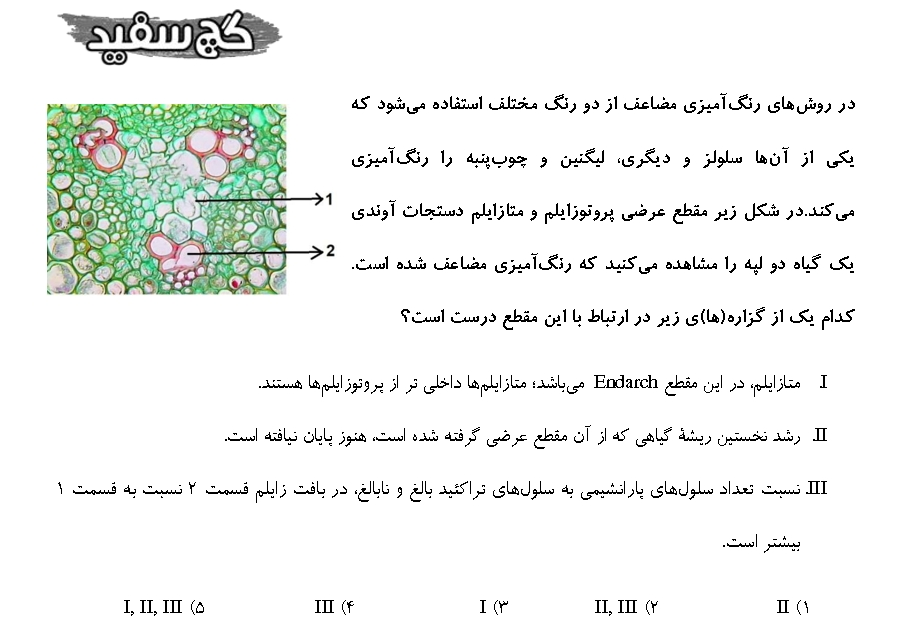 گچ سفید
در روش‌های رنگ‌آمیزی مضاعف از دو رنگ مختلف استفاده می‌شود که
یکی از آن‌ها سلولز و دیگری، لیگنین و چوب‌پنبه را رنگ‌آمیزی
می‌کند.در شکل زیر مقطع عرضی پروتوزایلم و متازایلم دستجات آوندی
یک گیاه دو لپه را مشاهده می‌کنید که رنگ‌آمیزی مضاعف شده است.
کدام یک از گزاره(ها)ی زیر در ارتباط با این مقطع درست است؟
1
2
I. متازایلم، در این مقطع Endarch می‌باشد؛ متازایلم‌ها داخلی تر از پروتوزایلم‌ها هستند.
II. رشد نخستین ریشۀ گیاهی که از آن مقطع عرضی گرفته شده است، هنوز پایان نیافته است.
III. نسبت تعداد سلول‌های پارانشیمی به سلول‌های تراکئید بالغ و نابالغ، در بافت زایلم قسمت ۲ نسبت به قسمت ۱
بیشتر است.
۱) II ۲) II, III ۳) I ۴) III ۵) I, II, III